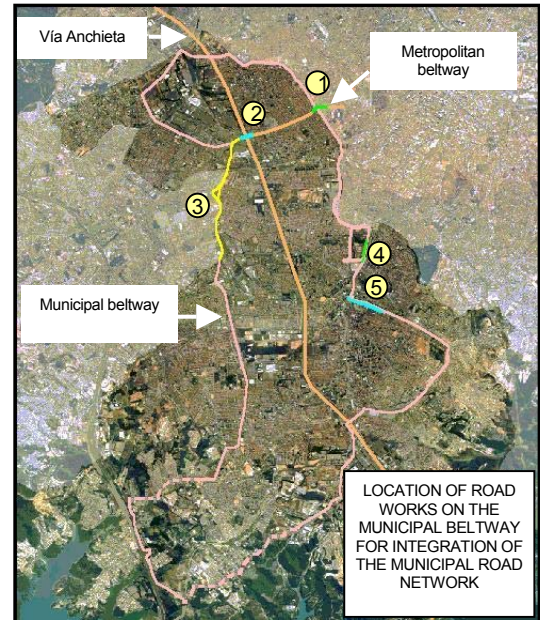 Vía Anchieta
Metropolitan
beltway
1
2
3
4
5
Municipal beltway
LOCATION OF ROAD
WORKS ON THE
MUNICIPAL BELTWAY
FOR INTEGRATION OF
THE MUNICIPAL ROAD
NETWORK